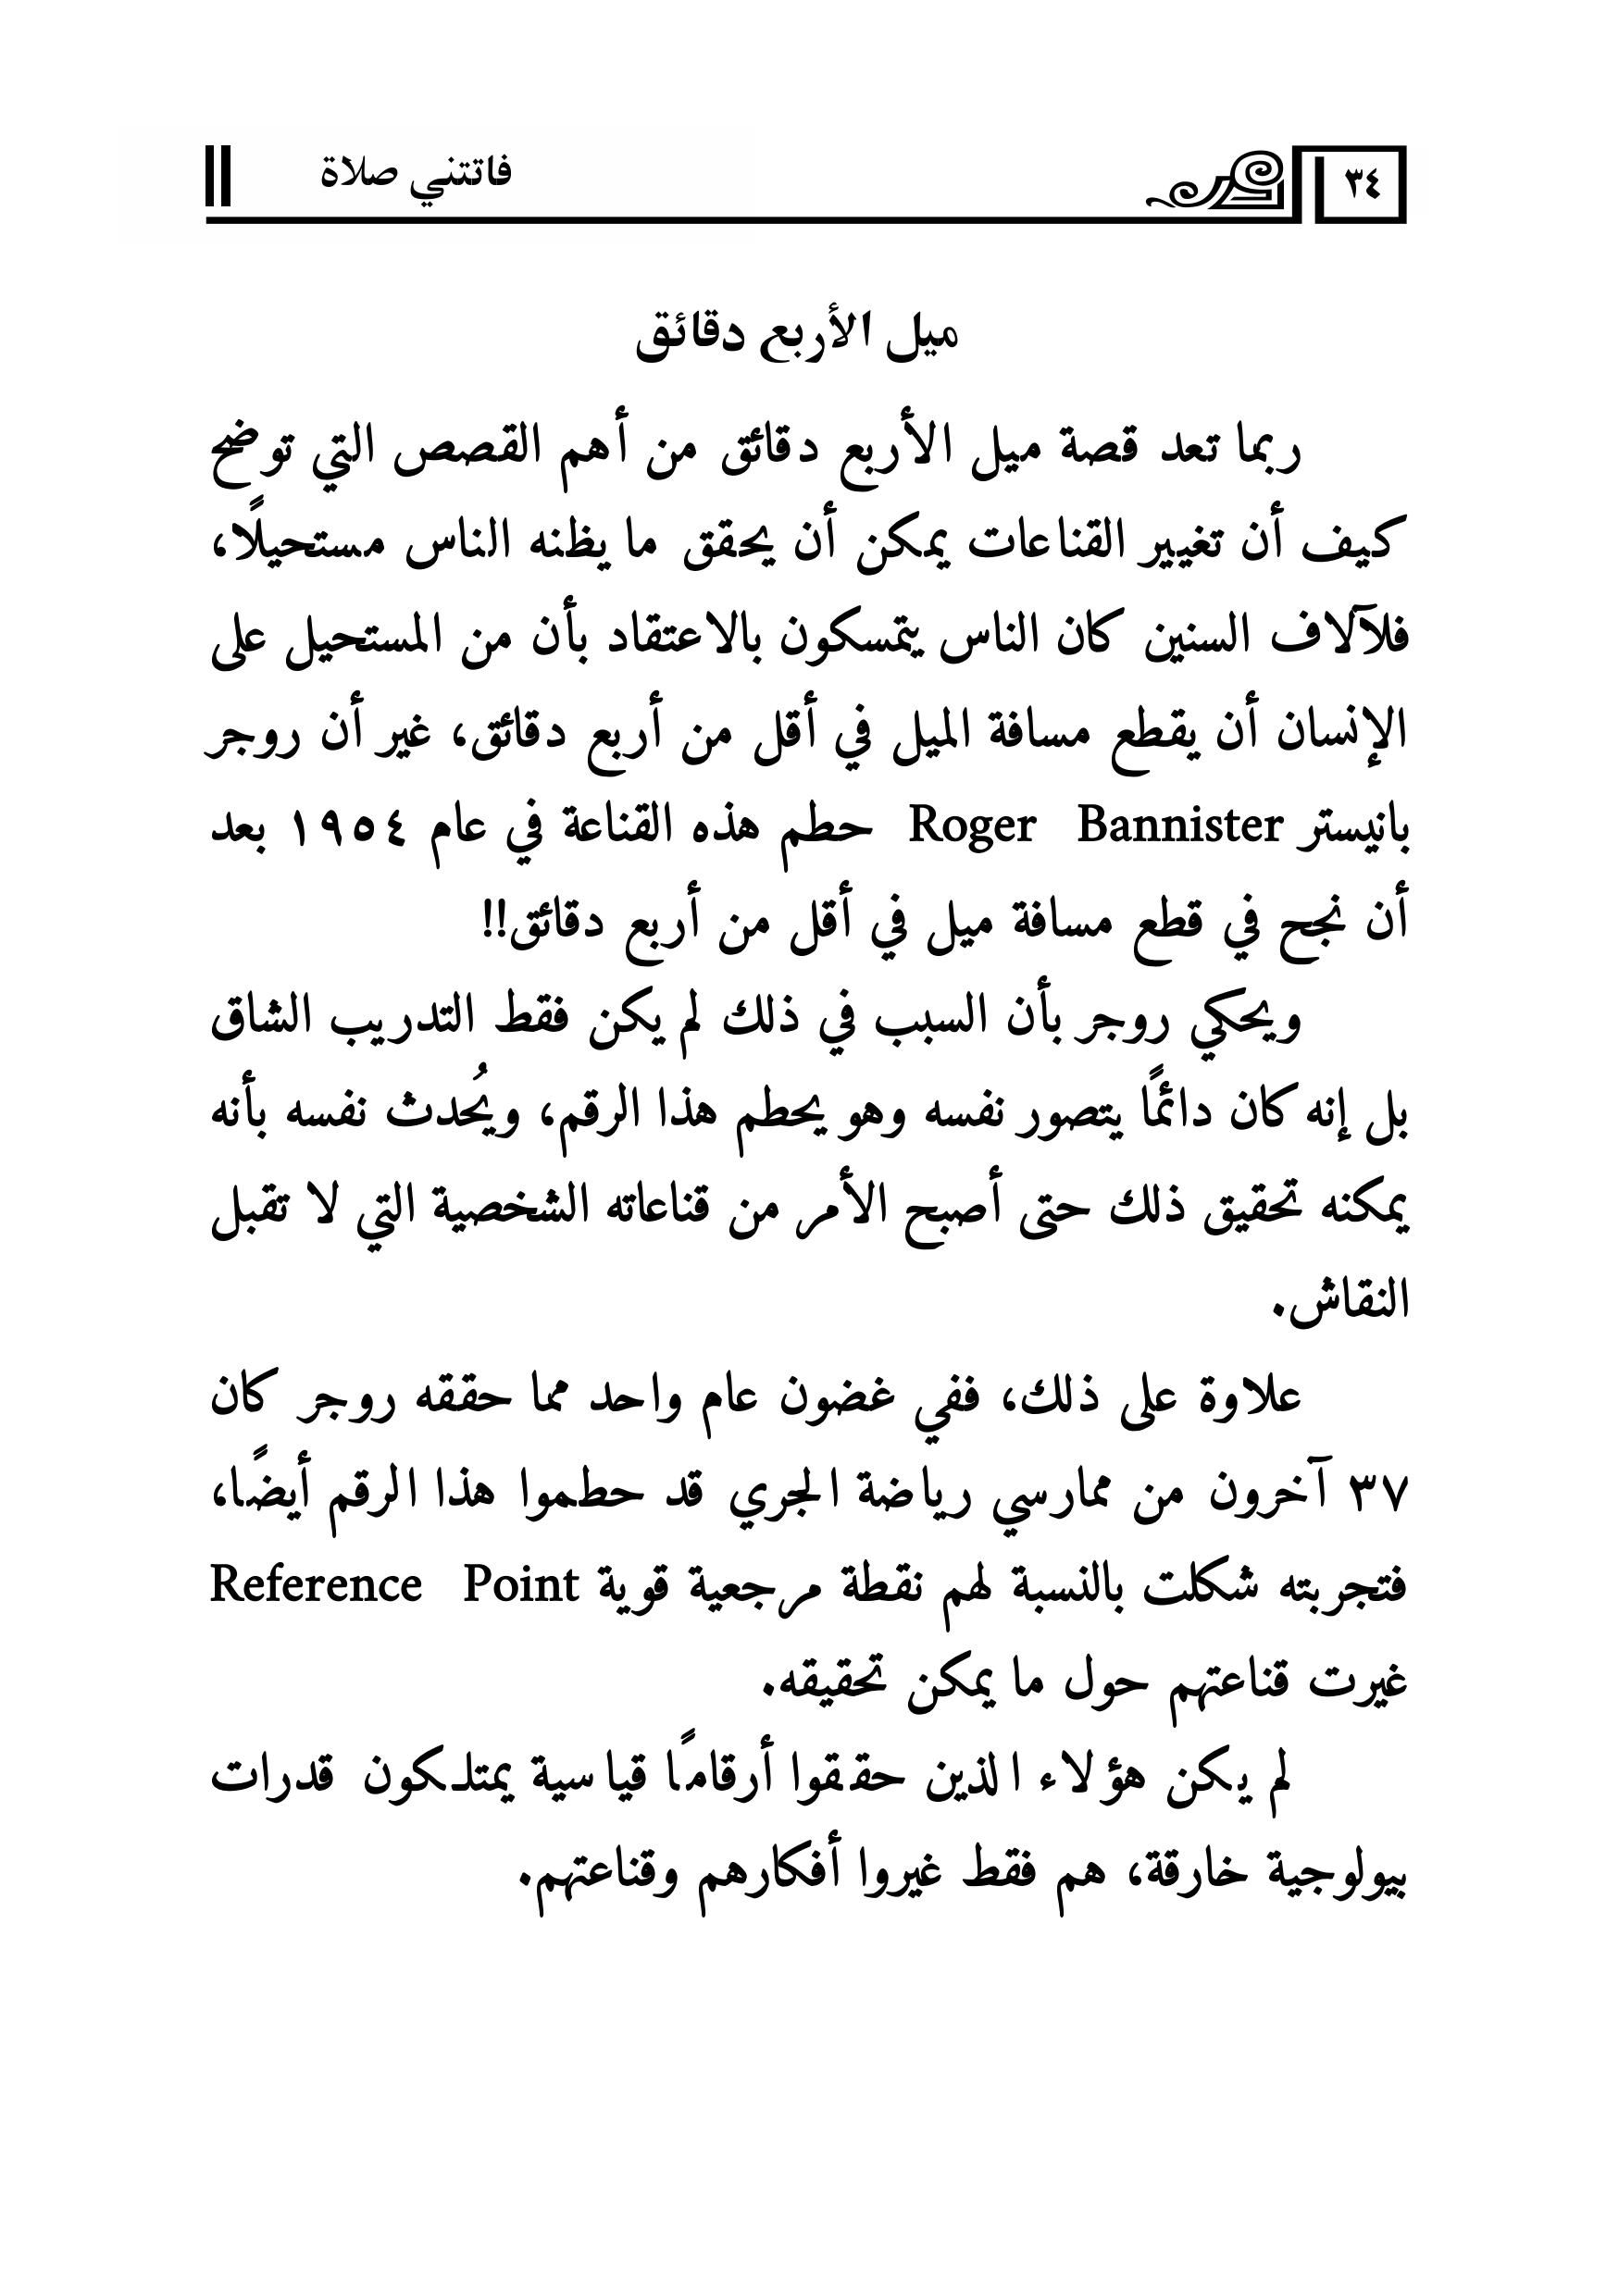 ٣٤
فاتتني صلاة
ميل الأربع دقائق
ربما تعد قصة ميل الأربع دقائق من أهم القصص التي توضح
كيف أن تغيير القناعات يمكن أن يحقق ما يظنه الناس مستحيلًا،
فلآلاف السنين كان الناس يتمسكون بالاعتقاد بأن من المستحيل على
الإنسان أن يقطع مسافة الميل في أقل من أربع دقائق، غير أن روجر
بانيستر Roger Bannister حطم هذه القناعة في عام ١٩٥٤ بعد
أن نجح في قطع مسافة ميل في أقل من أربع دقائق!!
ويحكي روجر بأن السبب في ذلك لم يكن فقط التدريب الشاق
بل إنه كان دائمًا يتصور نفسه وهو يحطم هذا الرقم، ويُحدث نفسه بأنه
يمكنه تحقيق ذلك حتى أصبح الأمر من قناعاته الشخصية التي لا تقبل
النقاش.
علاوة على ذلك، ففي غضون عام واحد مما حققه روجر كان
٣٧ آخرون من ممارسي رياضة الجري قد حطموا هذا الرقم أيضًا،
فتجربته شكلت بالنسبة لهم نقطة مرجعية قوية Reference Point
غيرت قناعتهم حول ما يمكن تحقيقه.
لم يكن هؤلاء الذين حققوا أرقامًا قياسية يمتلكون قدرات
بيولوجية خارقة، هم فقط غيروا أفكارهم وقناعتهم.